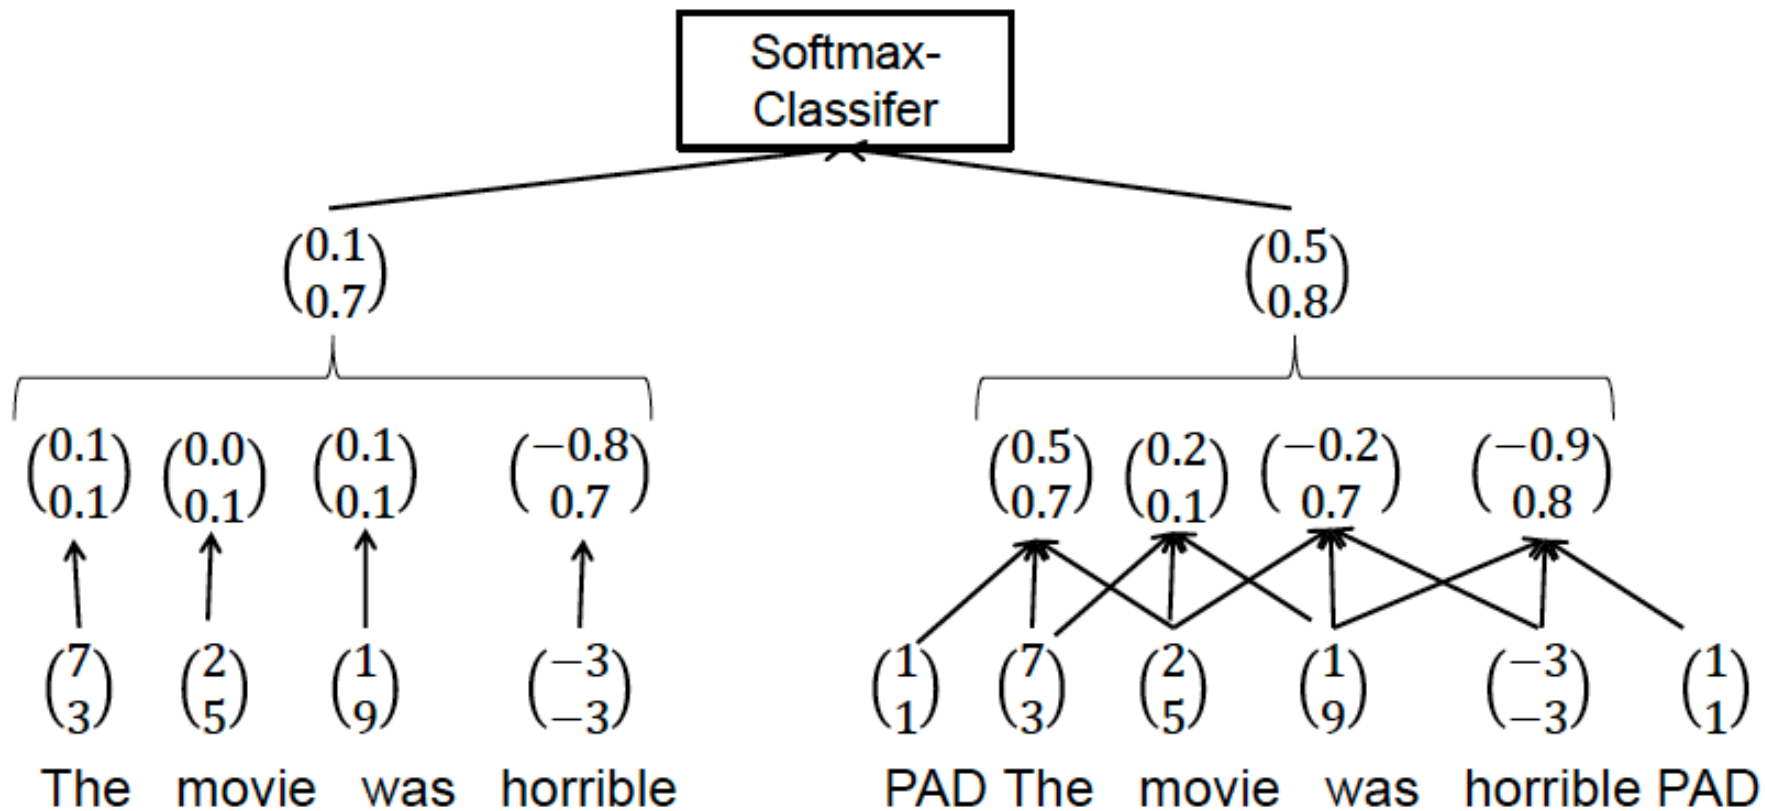 Softmax-
Classifer
0.1 0.5
0.7 0.8
0.1 0.0 0.1 −0.8 0.5 0.2 −0.2 −0.9
0.1 0.1 0.1 0.7 0.7 0.1 0.7 0.8
7 2 1 −3 1 7 2 1 −3 1
3 5 9 −3 1 3 5 9 −3 1
The movie was horrible PAD The movie was horrible PAD